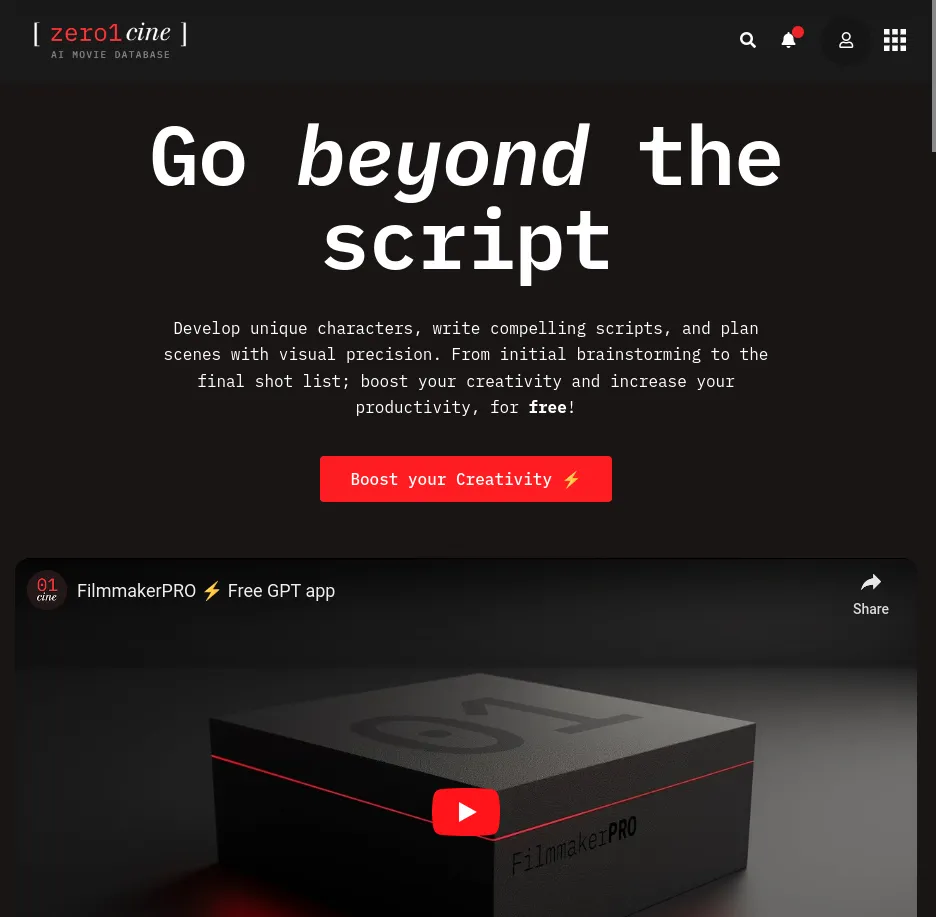 [ zero1 cine ]
AI MOVIE DATABASE
Go beyond the
script
Develop unique characters, write compelling scripts, and plan
scenes with visual precision. From initial brainstorming to the
final shot list; boost your creativity and increase your
productivity, for free!
Boost your Creativity ⚡
01
cine
FilmmakerPRO ⚡ Free GPT app
Share
01
FilmmakerPRO